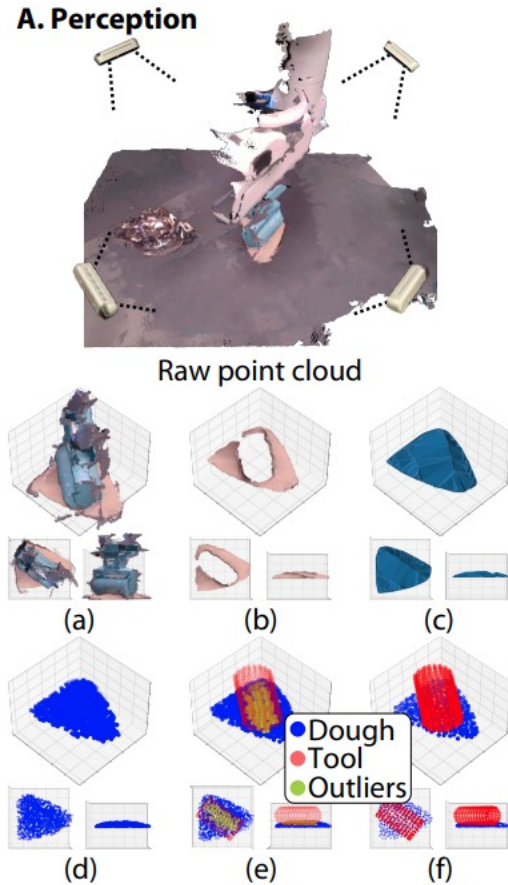 A. Perception
Raw point cloud
(a) (b) (c)
Dough
Tool
Outliers
(d) (e) (f)